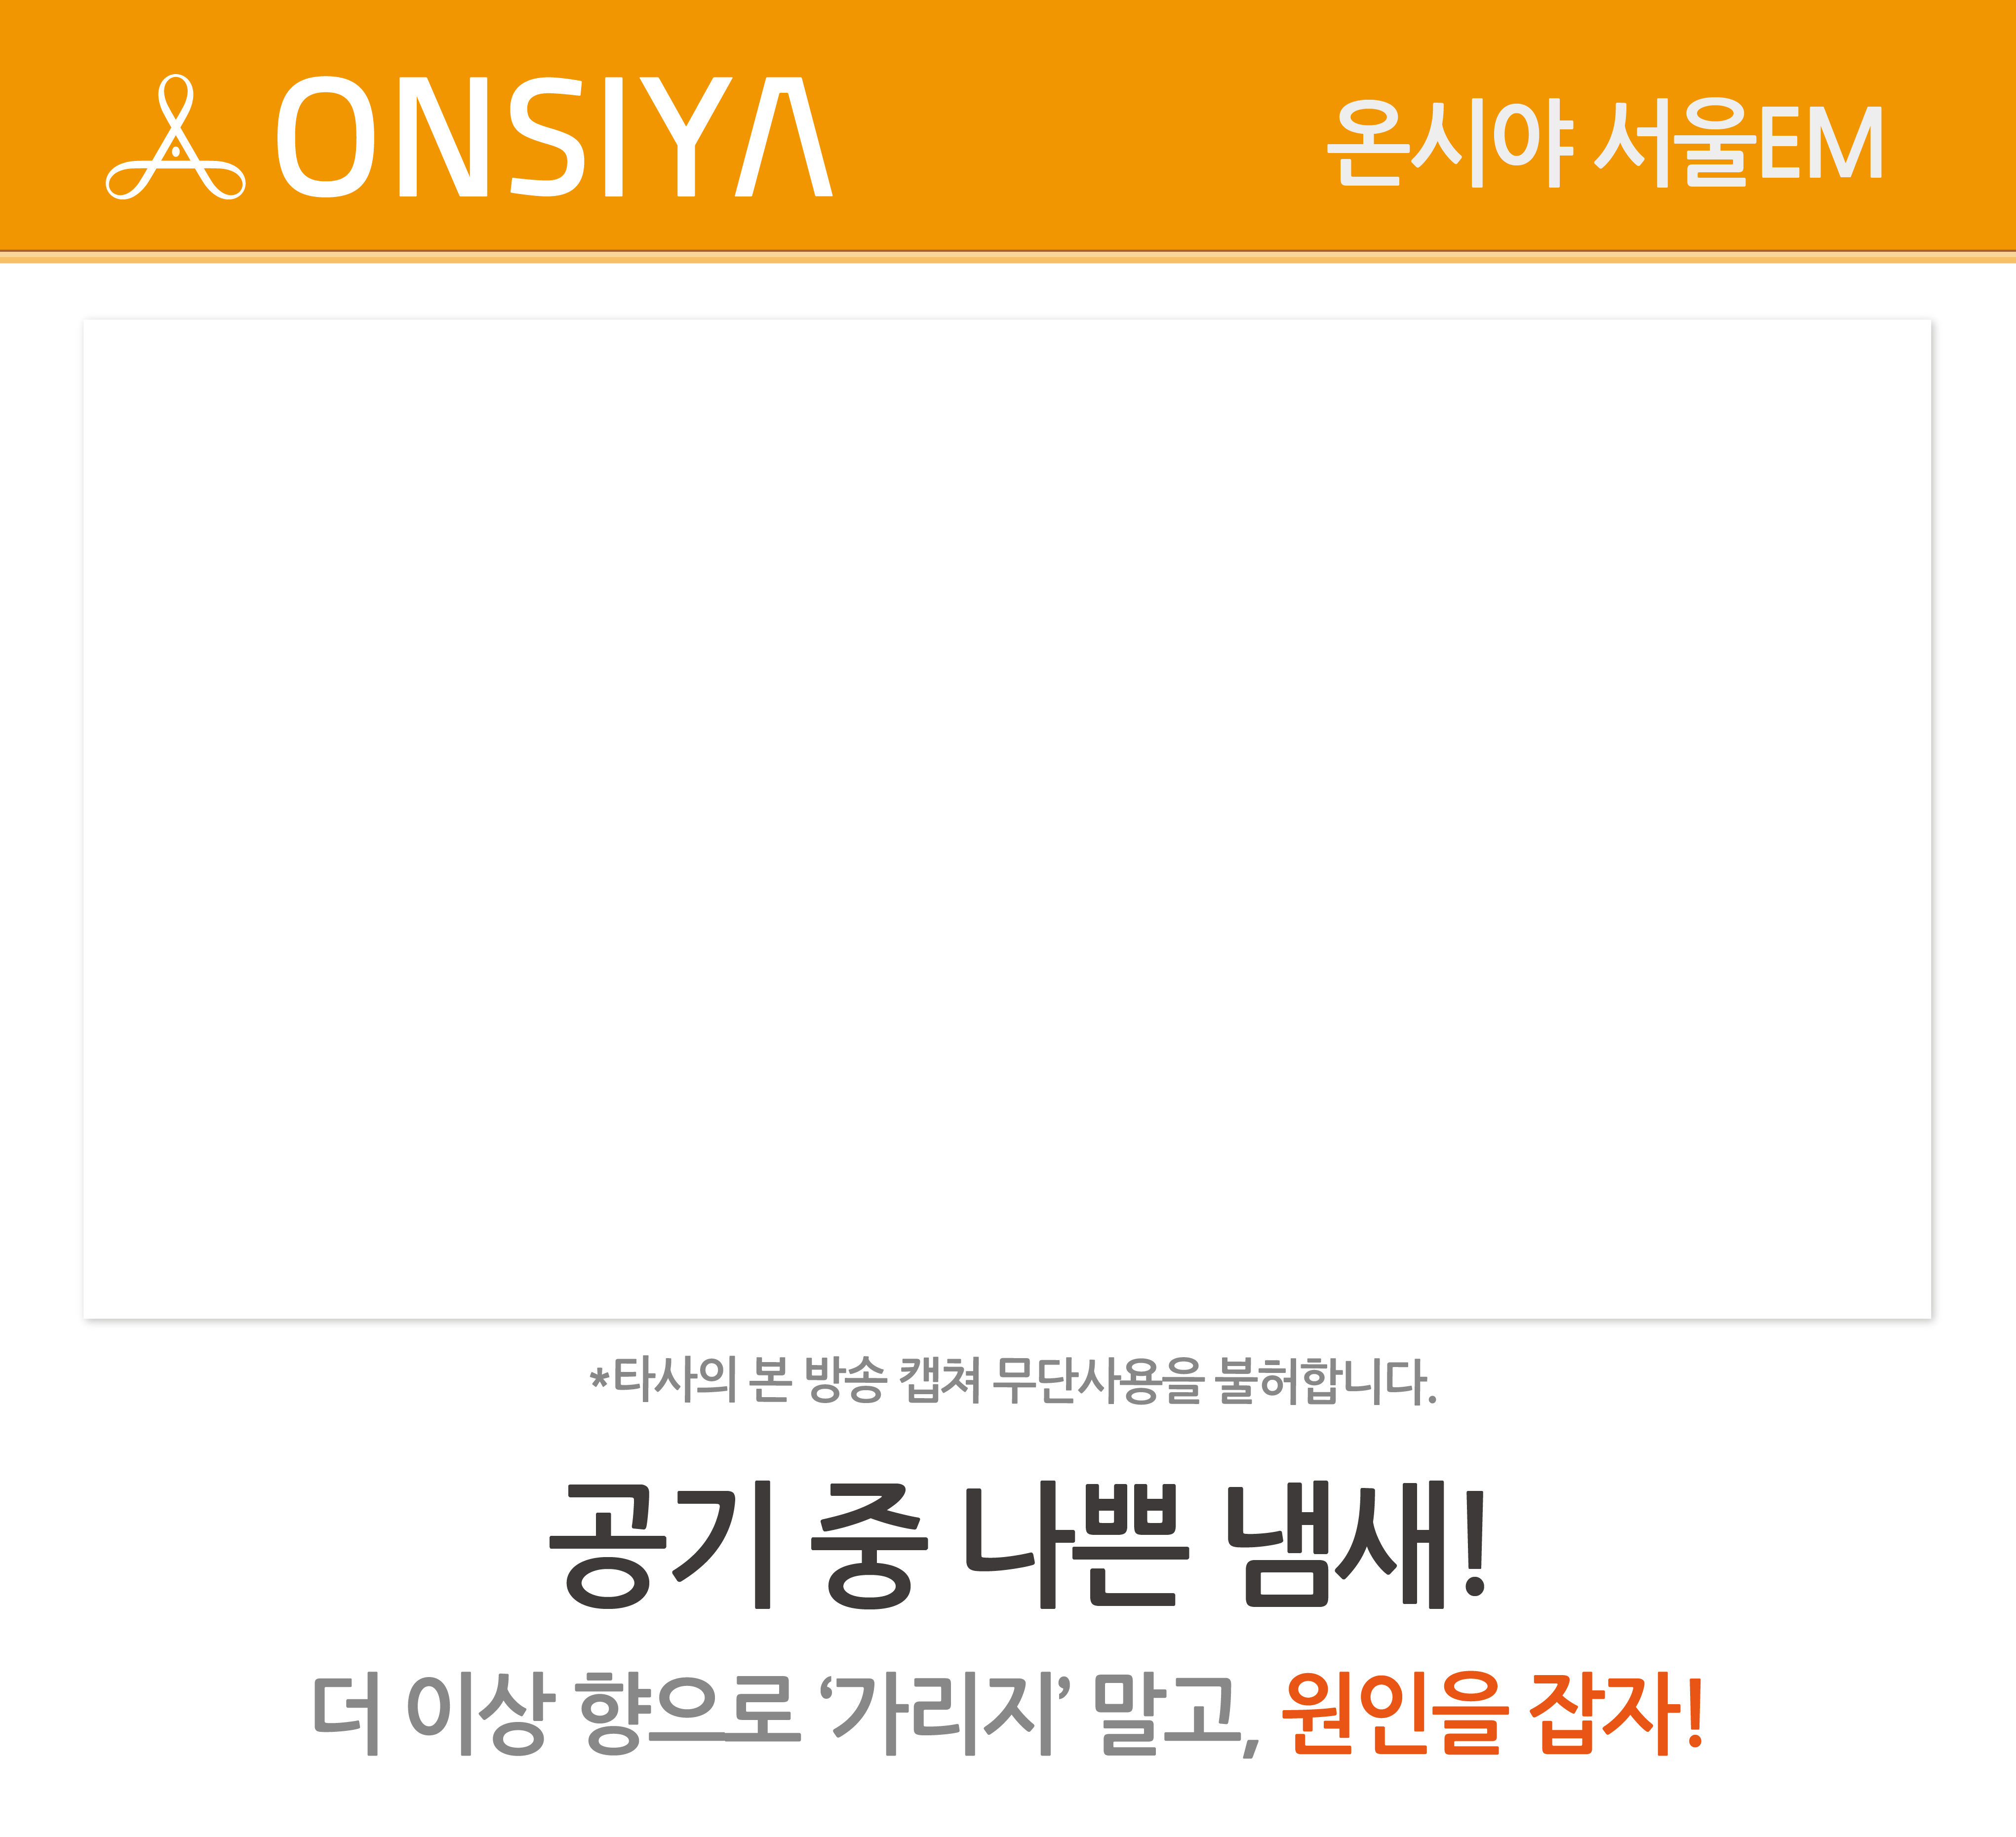 ONSIYA
온시야 서울EM
*타사의 본 방송 캡쳐 무단사용을 불허합니다.
공기 중 나쁜 냄새!
더 이상 향으로 ‘가리지’ 말고, 원인을 잡자!